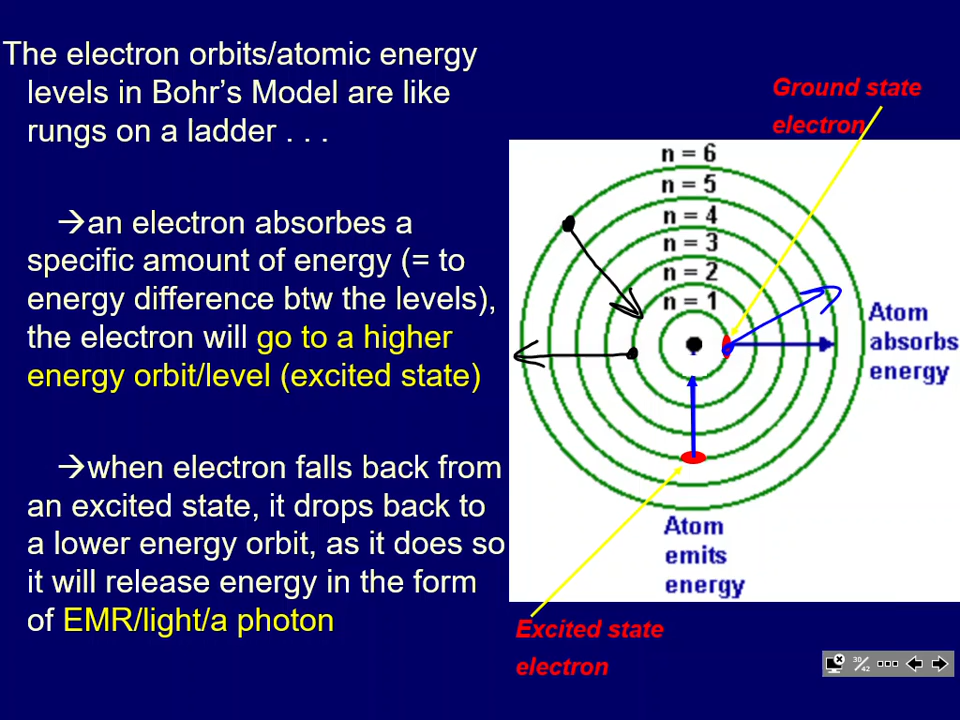 The electron orbits/atomic energy
levels in Bohr's Model are like
rungs on a ladder . . .
→an electron absorbes a
specific amount of energy (= to
energy difference btw the levels),
the electron will go to a higher
energy orbit/level (excited state)
→when electron falls back from
an excited state, it drops back to
a lower energy orbit, as it does so
it will release energy in the form
of EMR/light/a photon
Ground state
electron
n = 6
n = 5
n = 4
n = 3
n = 2
n = 1
Atom
absorbs
energy
Atom
emits
energy
Excited state
electron
30/42